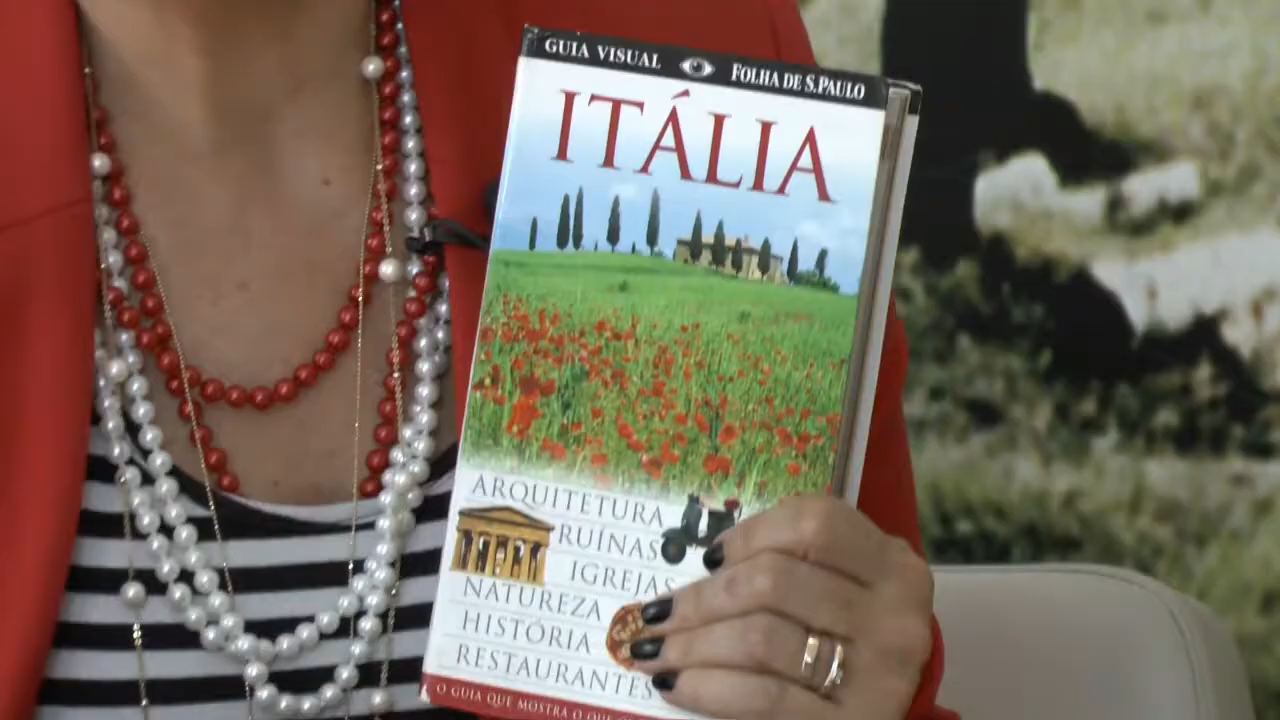 GUIA VISUAL FOLHA DE S.PAULO
ITÁLIA
ARQUITETURA
RUÍNAS
IGREJAS
NATUREZA
HISTÓRIA
RESTAURANTES
O GUIA QUE MOSTRA O QUE